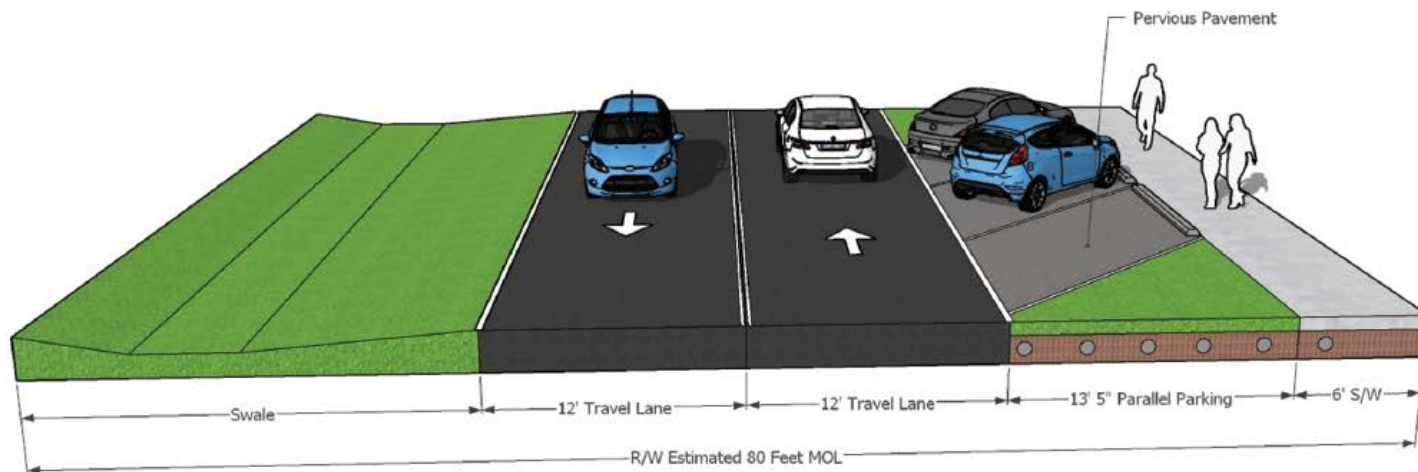 Pervious Pavement
Swale
12' Travel Lane
12' Travel Lane
13' 5" Parallel Parking
6' S/W
R/W Estimated 80 Feet MOL